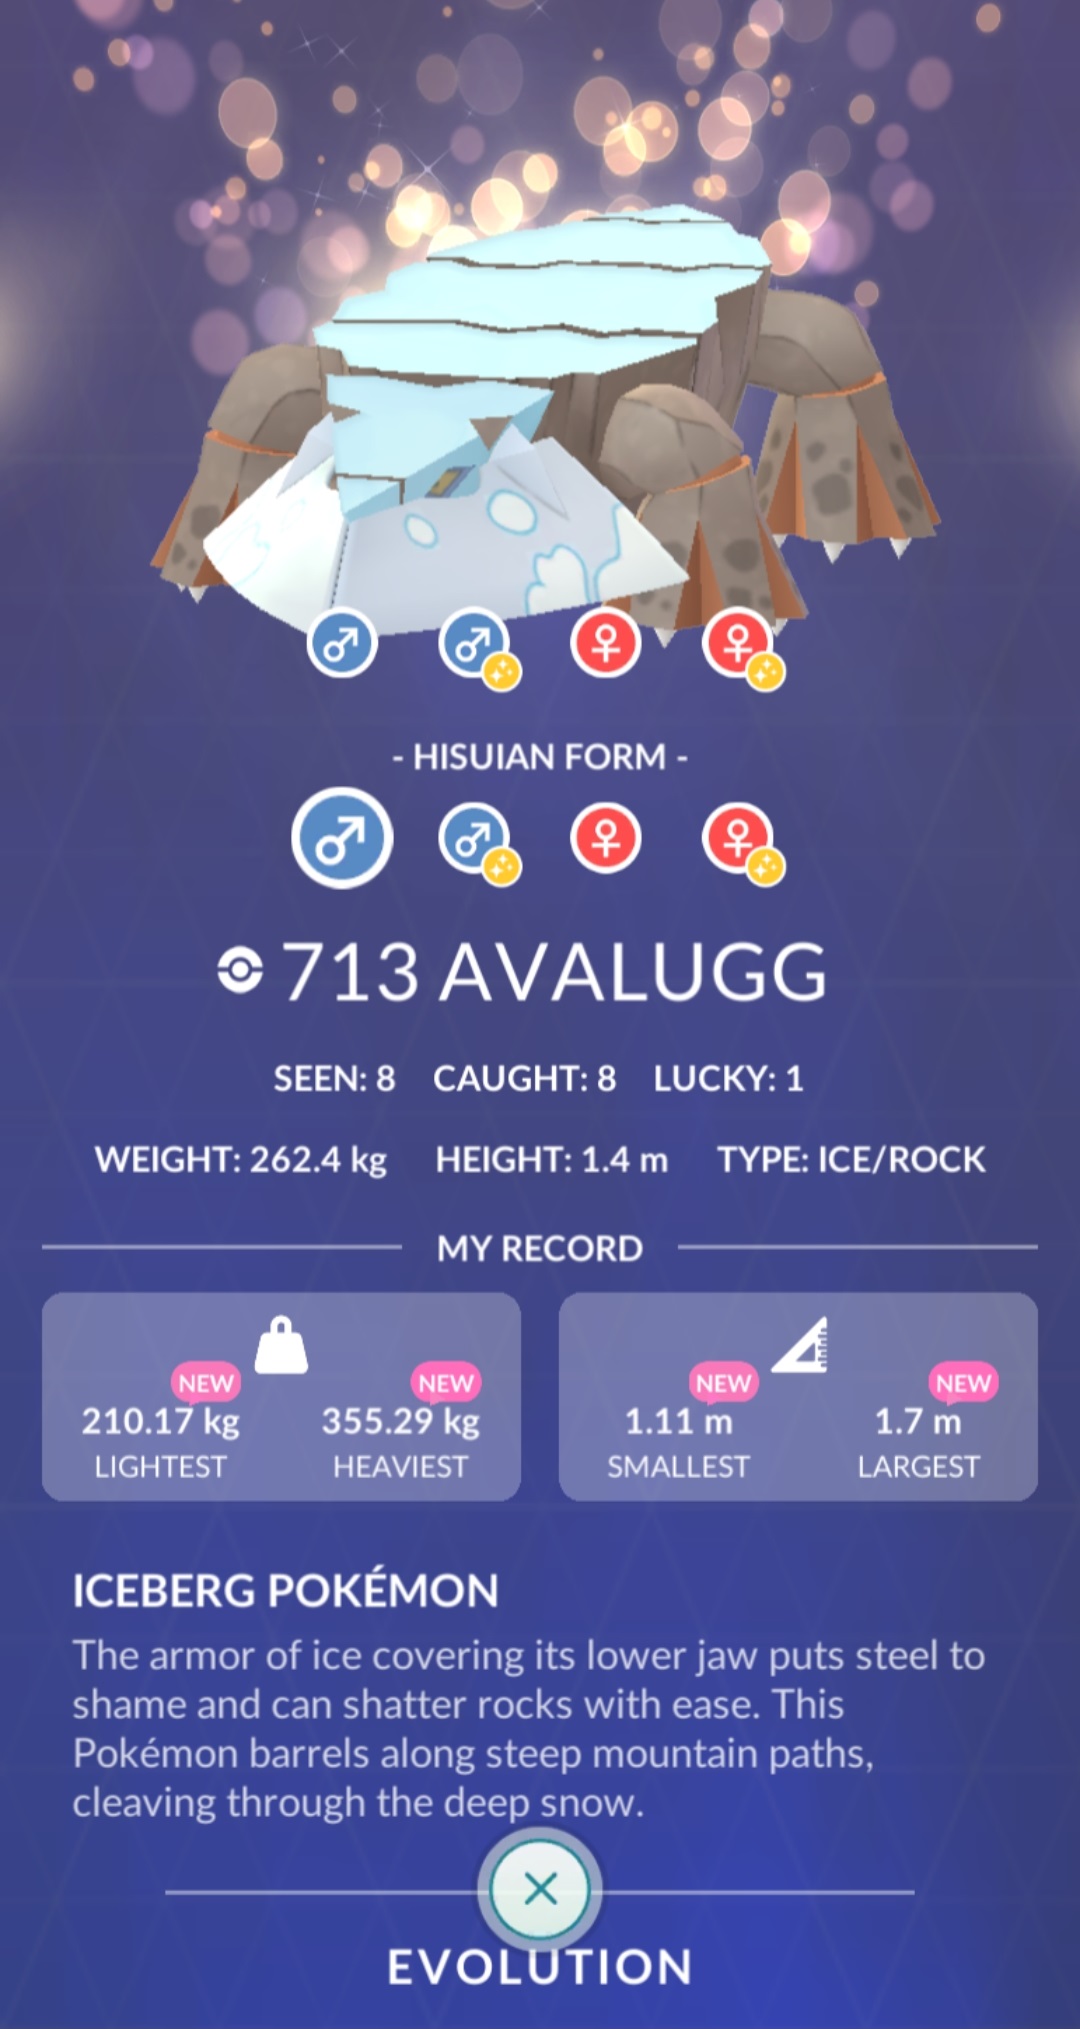 - HISUIAN FORM -
713 AVALUGG
SEEN: 8 CAUGHT: 8 LUCKY: 1
WEIGHT: 262.4 kg HEIGHT: 1.4 m TYPE: ICE/ROCK
MY RECORD
NEW NEW NEW NEW
210.17 kg 355.29 kg 1.11 m 1.7 m
LIGHTEST HEAVIEST SMALLEST LARGEST
ICEBERG POKÉMON
The armor of ice covering its lower jaw puts steel to
shame and can shatter rocks with ease. This
Pokémon barrels along steep mountain paths,
cleaving through the deep snow.
EVOLUTION